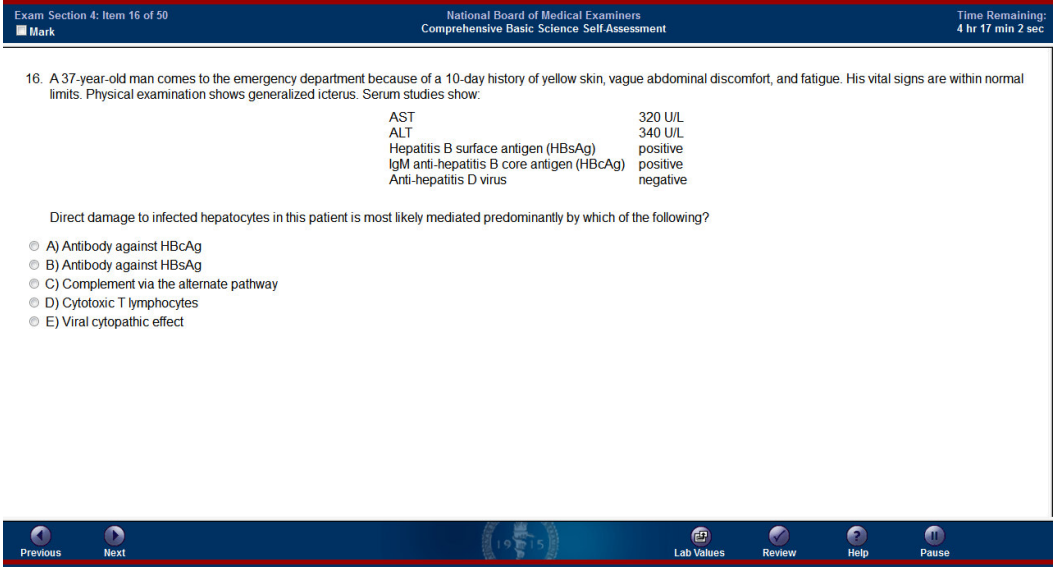 Exam Section 4: Item 16 of 50
National Board of Medical Examiners
Time Remaining:
Mark
Comprehensive Basic Science Self-Assessment
4 hr 17 min 2 sec
16. A 37-year-old man comes to the emergency department because of a 10-day history of yellow skin, vague abdominal discomfort, and fatigue. His vital signs are within normal
limits. Physical examination shows generalized icterus. Serum studies show:
AST 320 U/L
ALT 340 U/L
Hepatitis B surface antigen (HBsAg) positive
IgM anti-hepatitis B core antigen (HBcAg) positive
Anti-hepatitis D virus negative
Direct damage to infected hepatocytes in this patient is most likely mediated predominantly by which of the following?
A) Antibody against HBcAg
B) Antibody against HBsAg
C) Complement via the alternate pathway
D) Cytotoxic T lymphocytes
E) Viral cytopathic effect
19 15
Previous Next Lab Values Review Help Pause